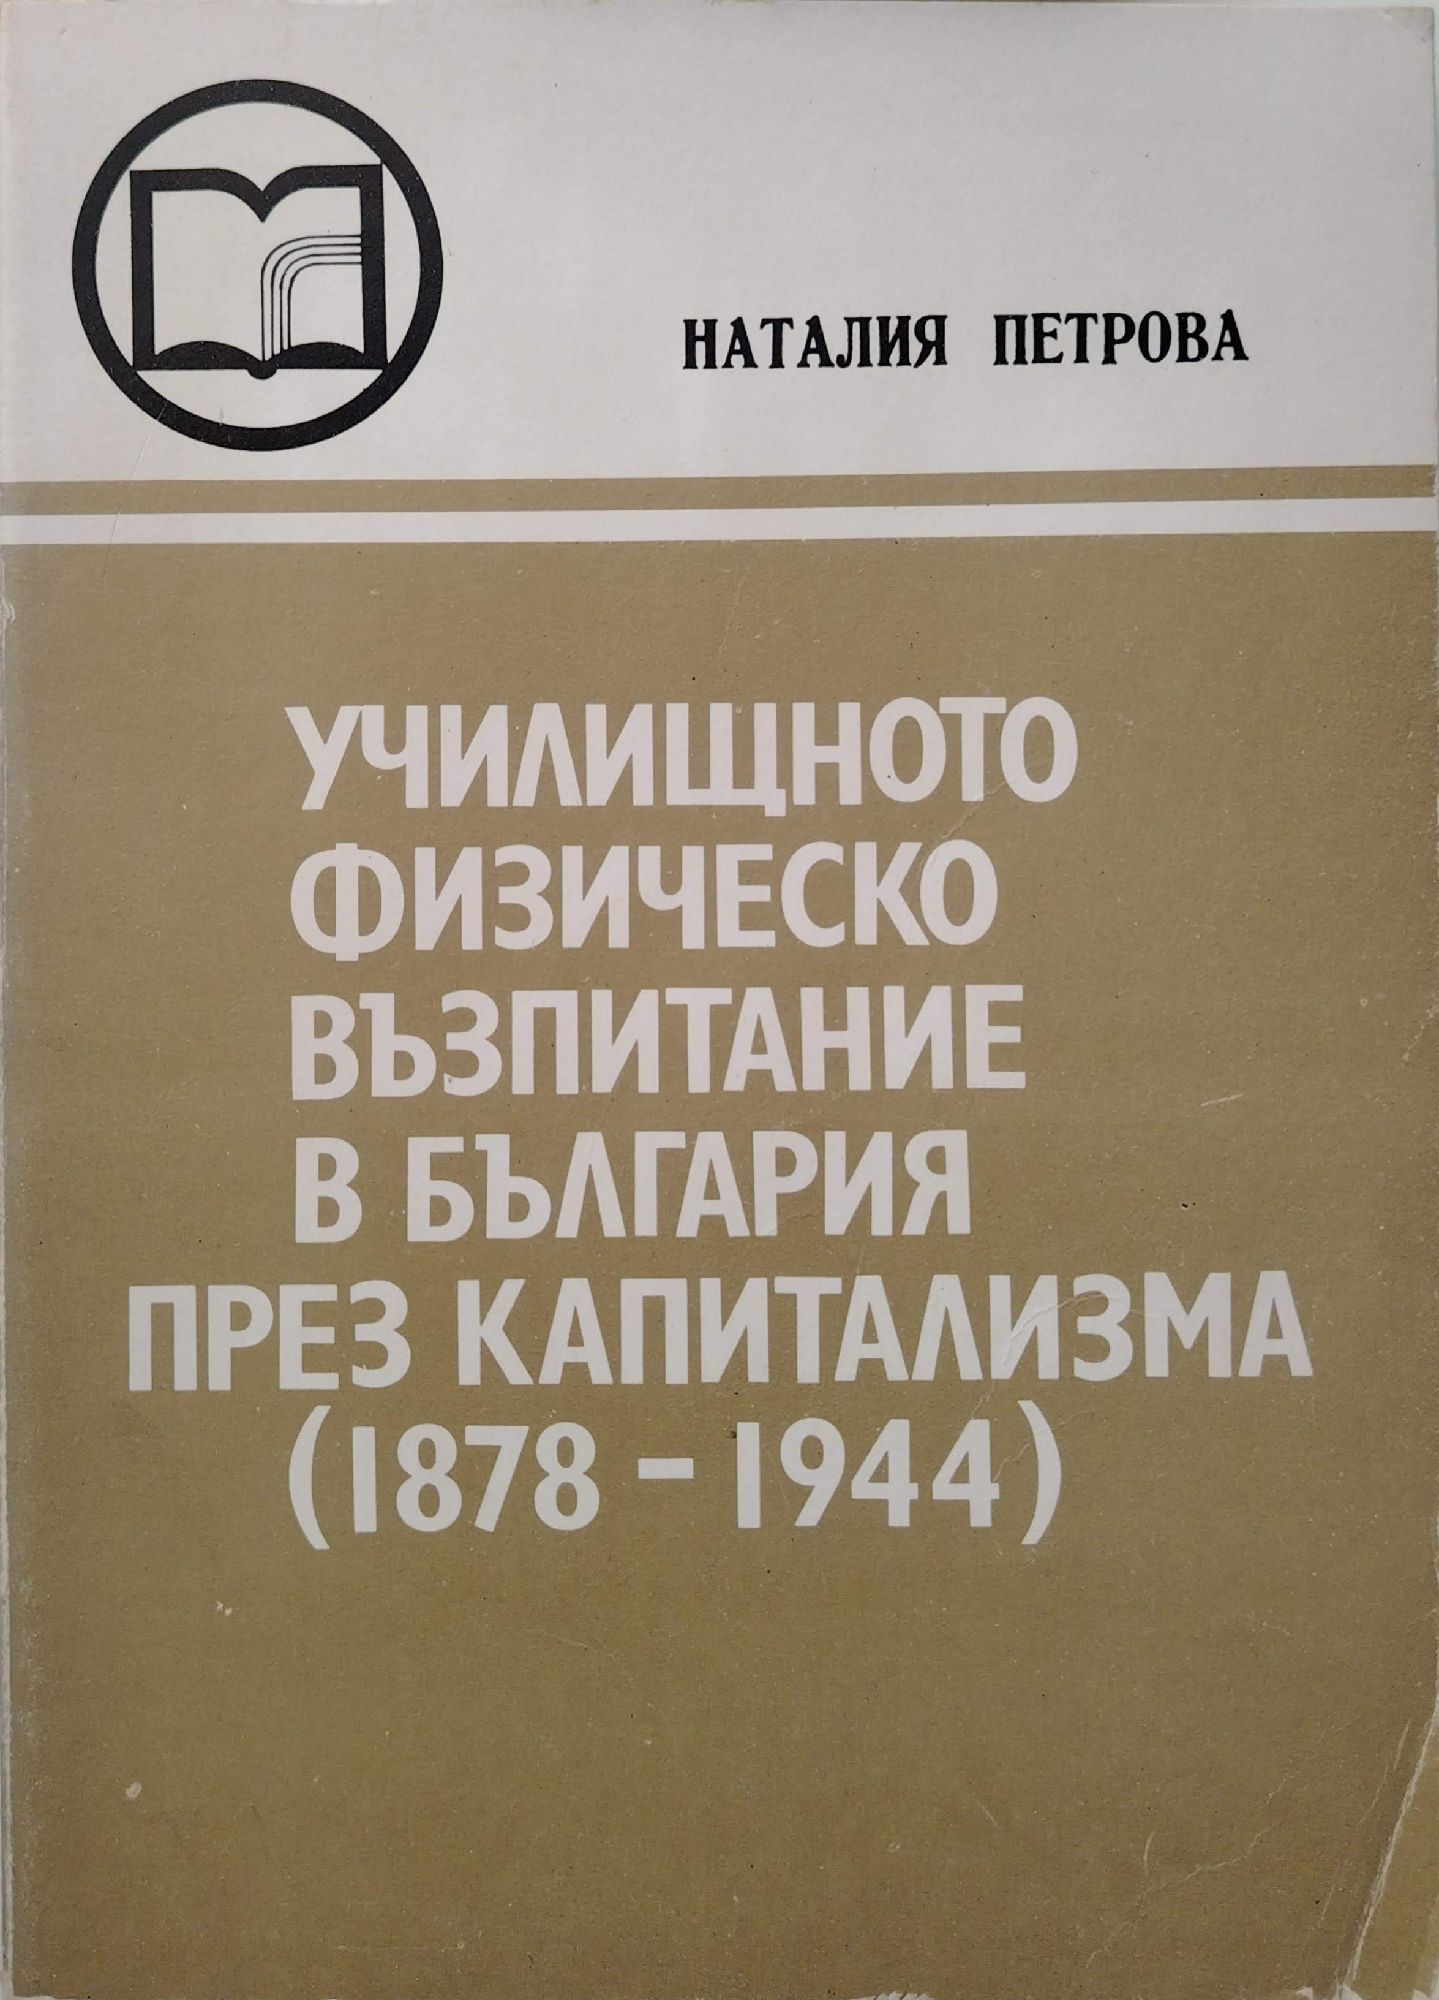 НАТАЛИЯ ПЕТРОВА
УЧИЛИЩНОТО
ФИЗИЧЕСКО
ВЪЗПИТАНИЕ
В БЪЛГАРИЯ
ПРЕЗ КАПИТАЛИЗМА
(1878 – 1944)